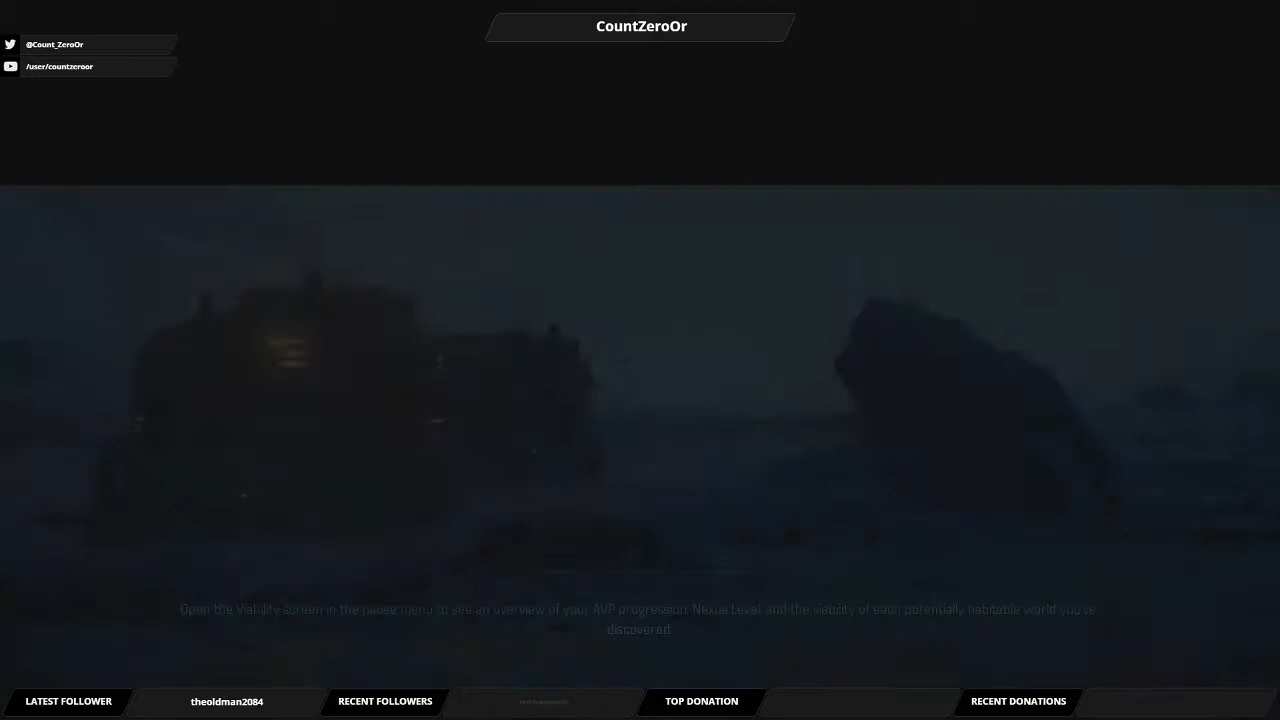 CountZeroOr
@Count_ZeroOr
/user/countzeroor
Open the Viability screen in the pause menu to see an overview of your AVP progression, Nexus Level and the viability of each potentially habitable world you've
discovered.
LATEST FOLLOWER
theoldman2084
RECENT FOLLOWERS
TOP DONATION
RECENT DONATIONS